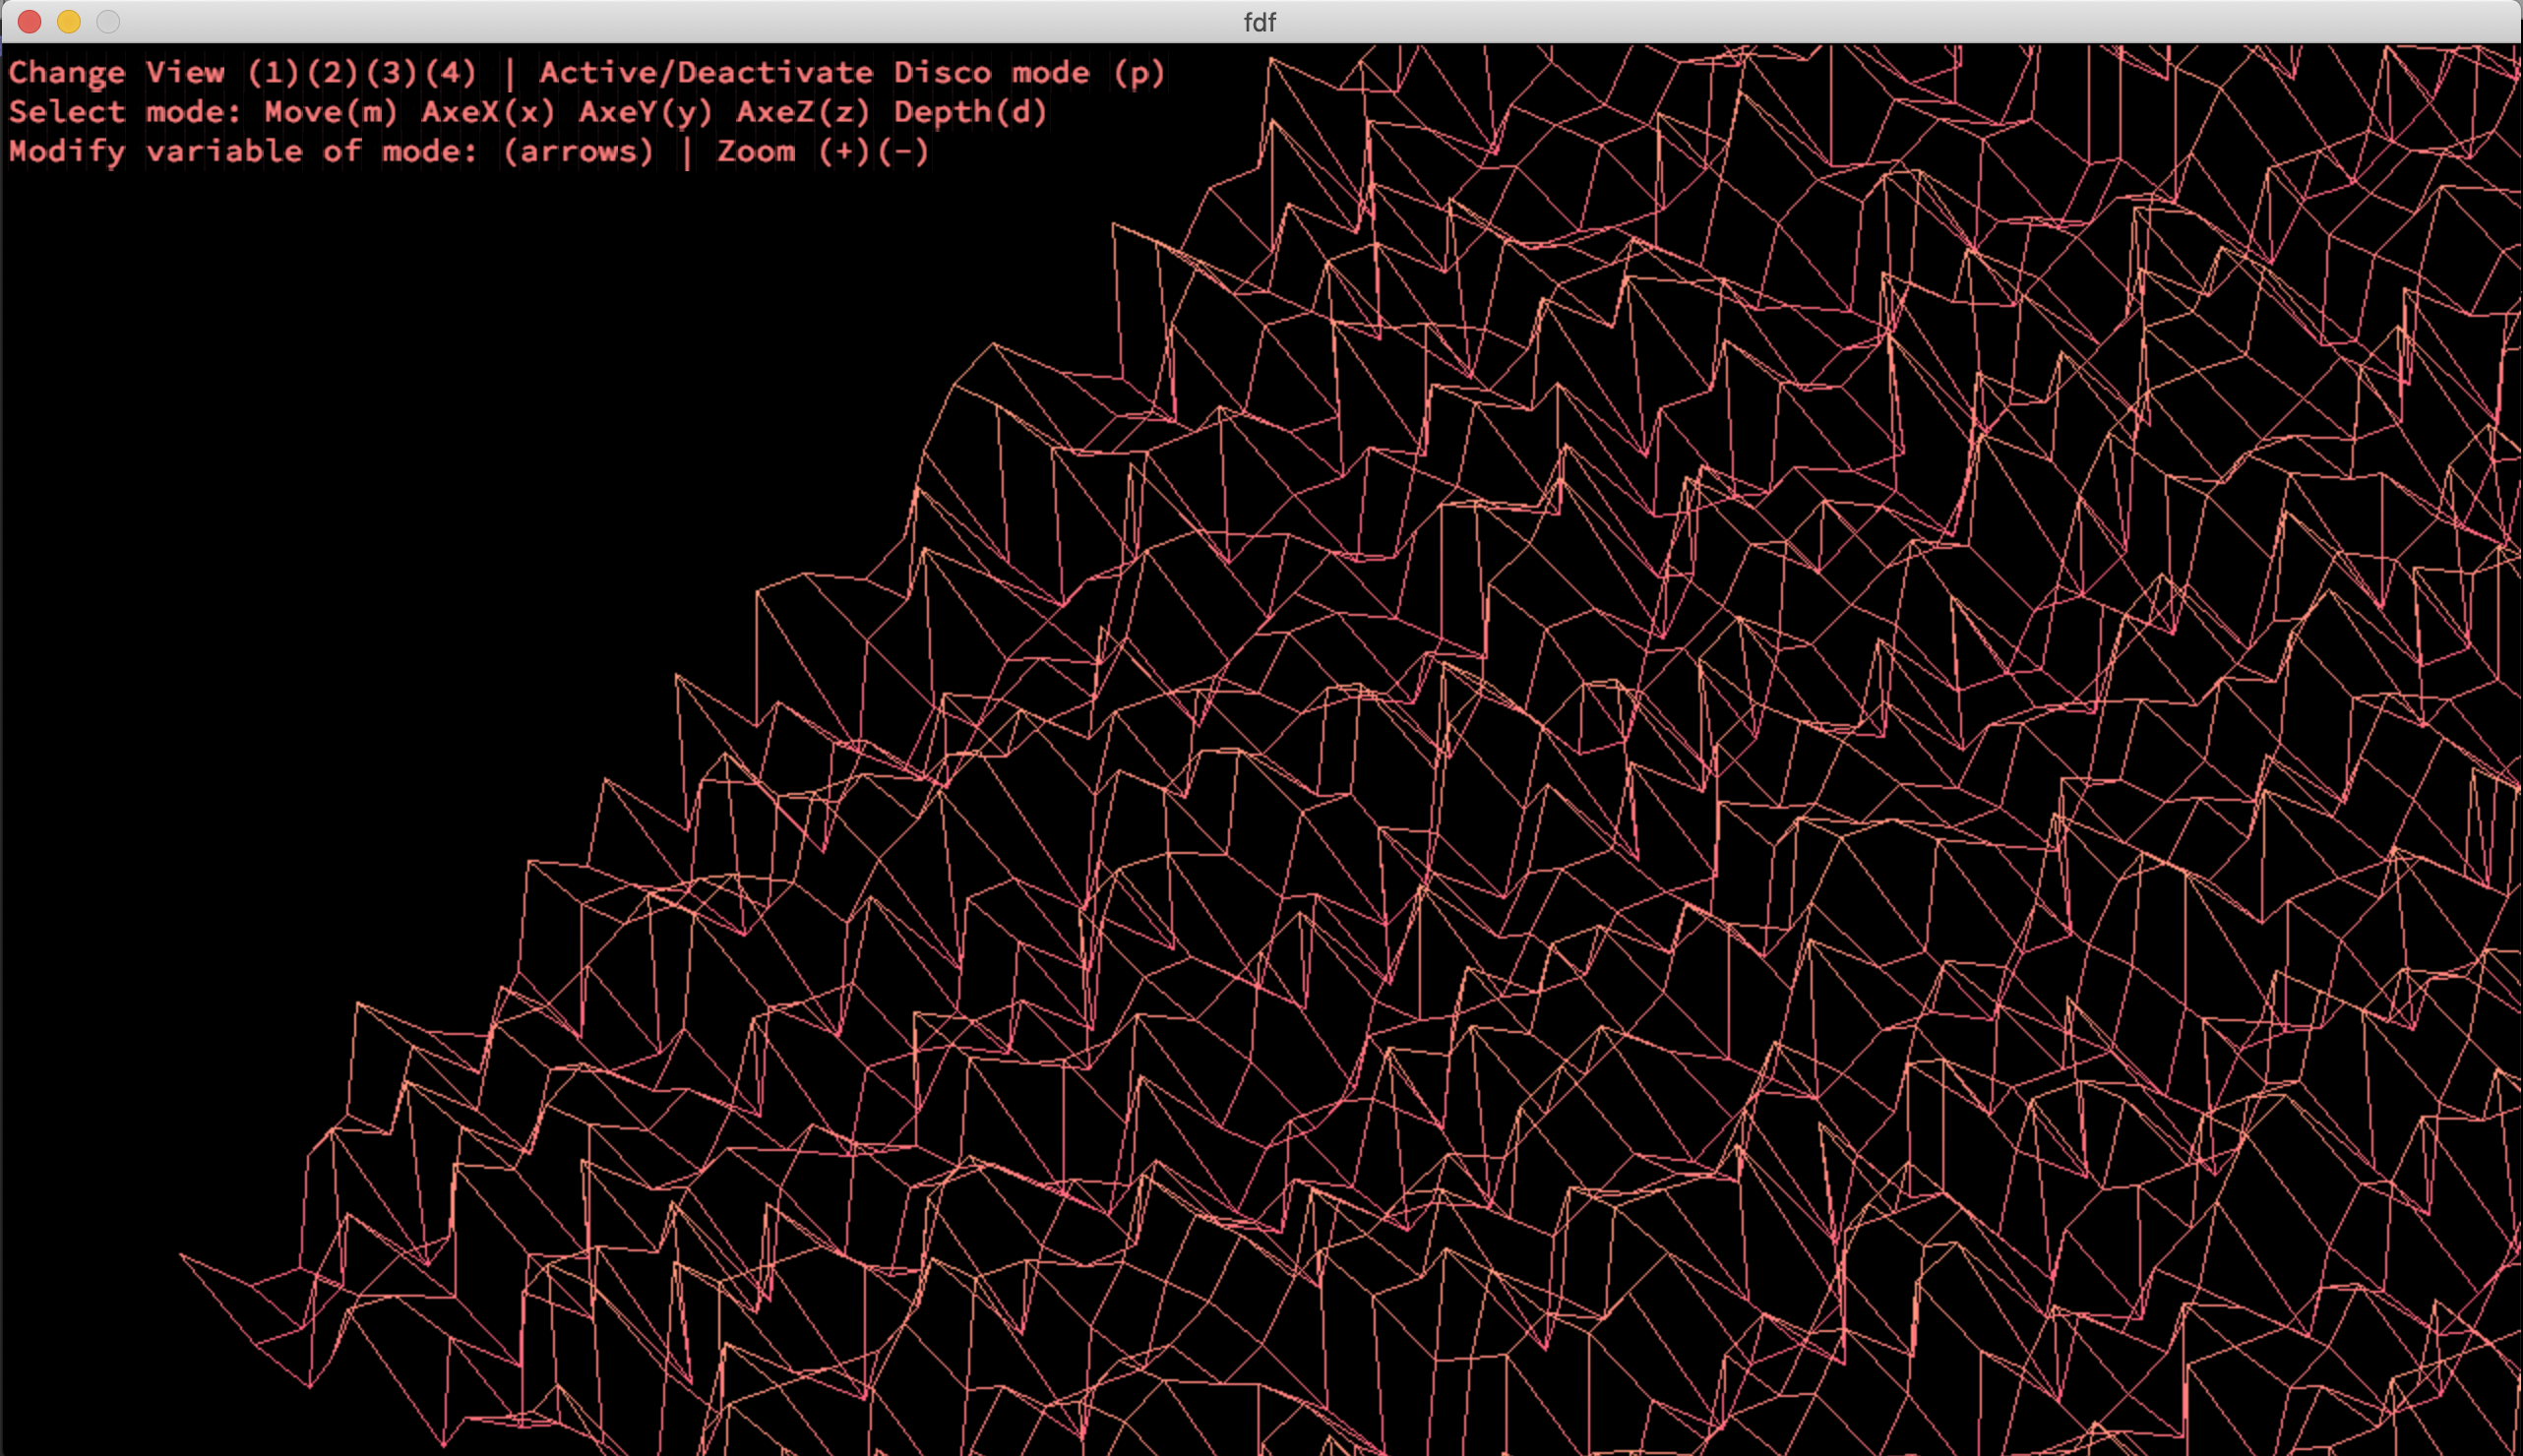 fdf
Change View (1)(2)(3)(4) | Active/Deactivate Disco mode (p)
Select mode: Move(m) AxeX(x) AxeY(y) AxeZ(z) Depth(d)
Modify variable of mode: (arrows) | Zoom (+)(-)